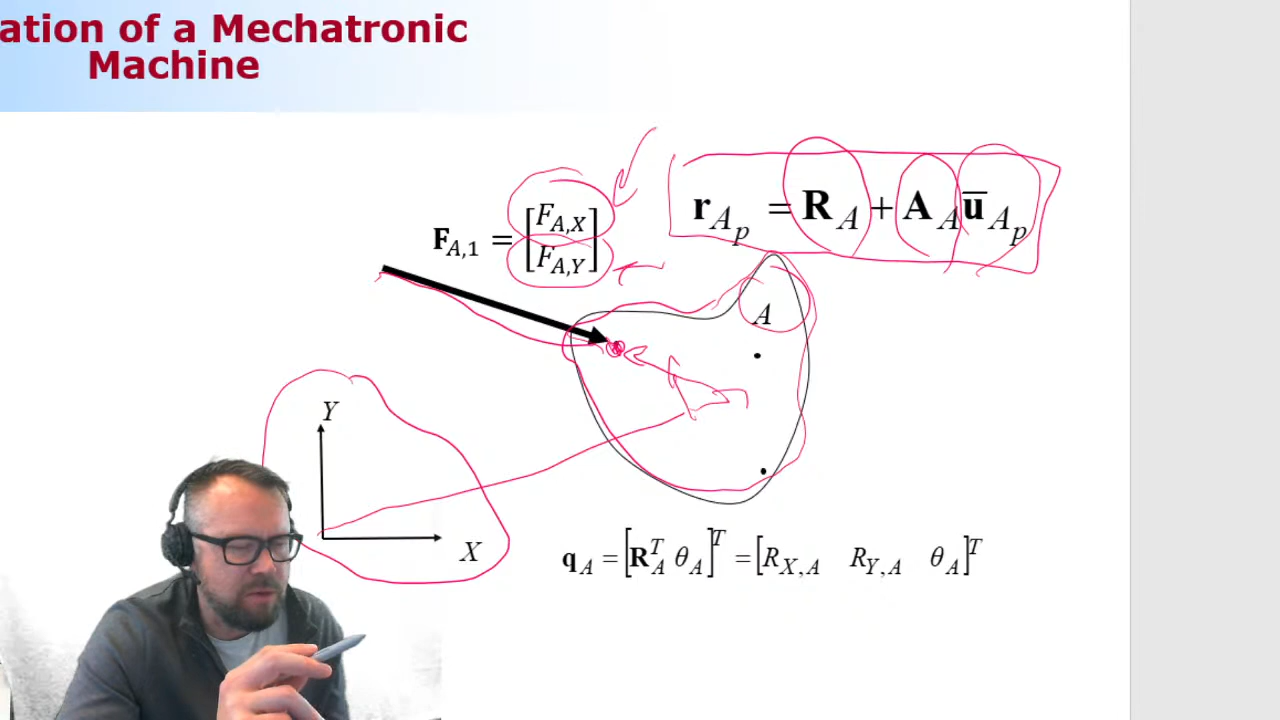 ation of a Mechatronic
Machine
𝐅_{A,1} = [F_{A,X} F_{A,Y}]
𝐫_{A_p} = 𝐑_A + 𝐀_A 𝐮̅_{A_p}
A
Y
X
𝐪_A = [𝐑_A^T θ_A]^T = [R_{X,A} R_{Y,A} θ_A]^T